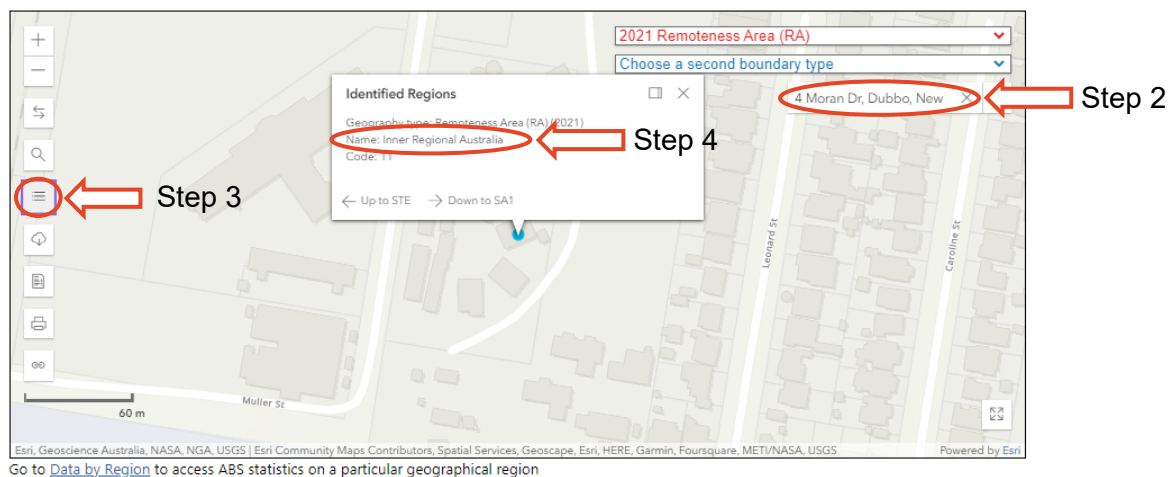 2021 Remoteness Area (RA)
Choose a second boundary type
4 Moran Dr, Dubbo, New
Step 2
Identified Regions
Geography type: Remoteness Area (RA) (2021)
Name: Inner Regional Australia
Code: 11
Step 4
← Up to STE → Down to SA1
Step 3
Leonard St
Caroline St
Muller St
60 m
Esri, Geoscience Australia, NASA, NGA, USGS | Esri Community Maps Contributors, Spatial Services, Geoscape, Esri, HERE, Garmin, Foursquare, METI/NASA, USGS
Powered by Esri
Go to Data by Region to access ABS statistics on a particular geographical region